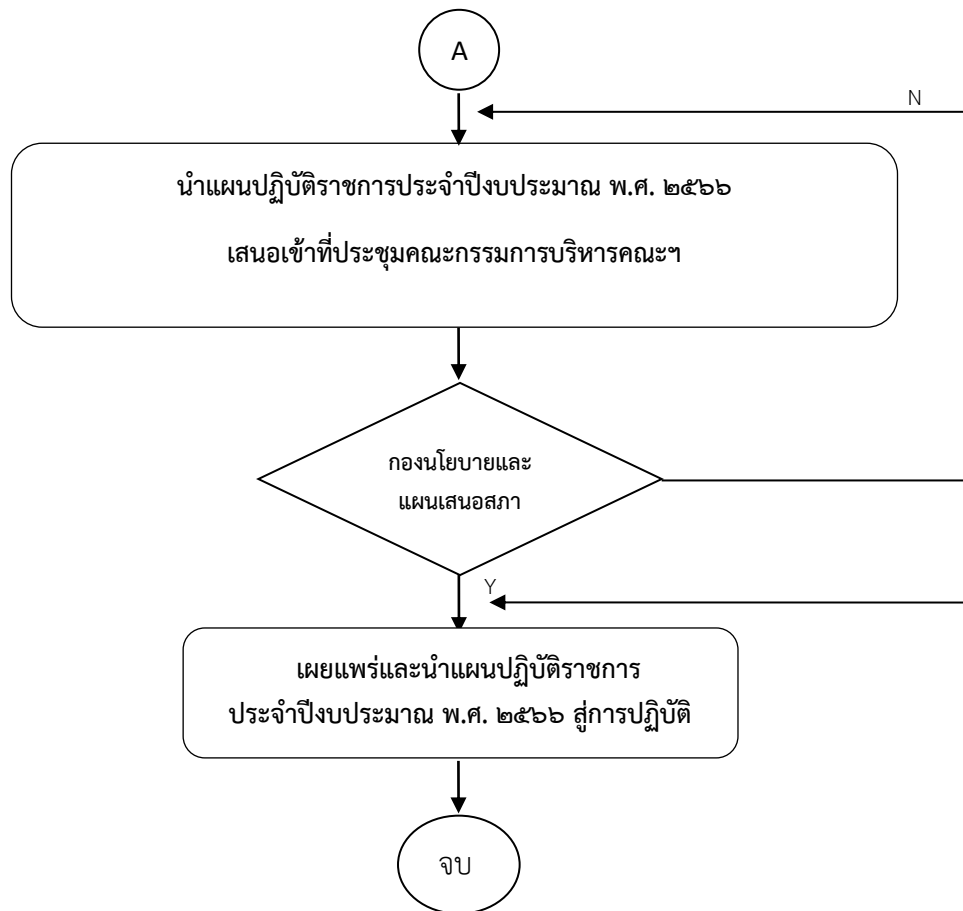 A
N
นำแผนปฏิบัติราชการประจำปีงบประมาณ พ.ศ. ๒๕๖๖
เสนอเข้าที่ประชุมคณะกรรมการบริหารคณะฯ
กองนโยบายและ
แผนเสนอสภา
Y
เผยแพร่และนำแผนปฏิบัติราชการ
ประจำปีงบประมาณ พ.ศ. ๒๕๖๖ สู่การปฏิบัติ
จบ